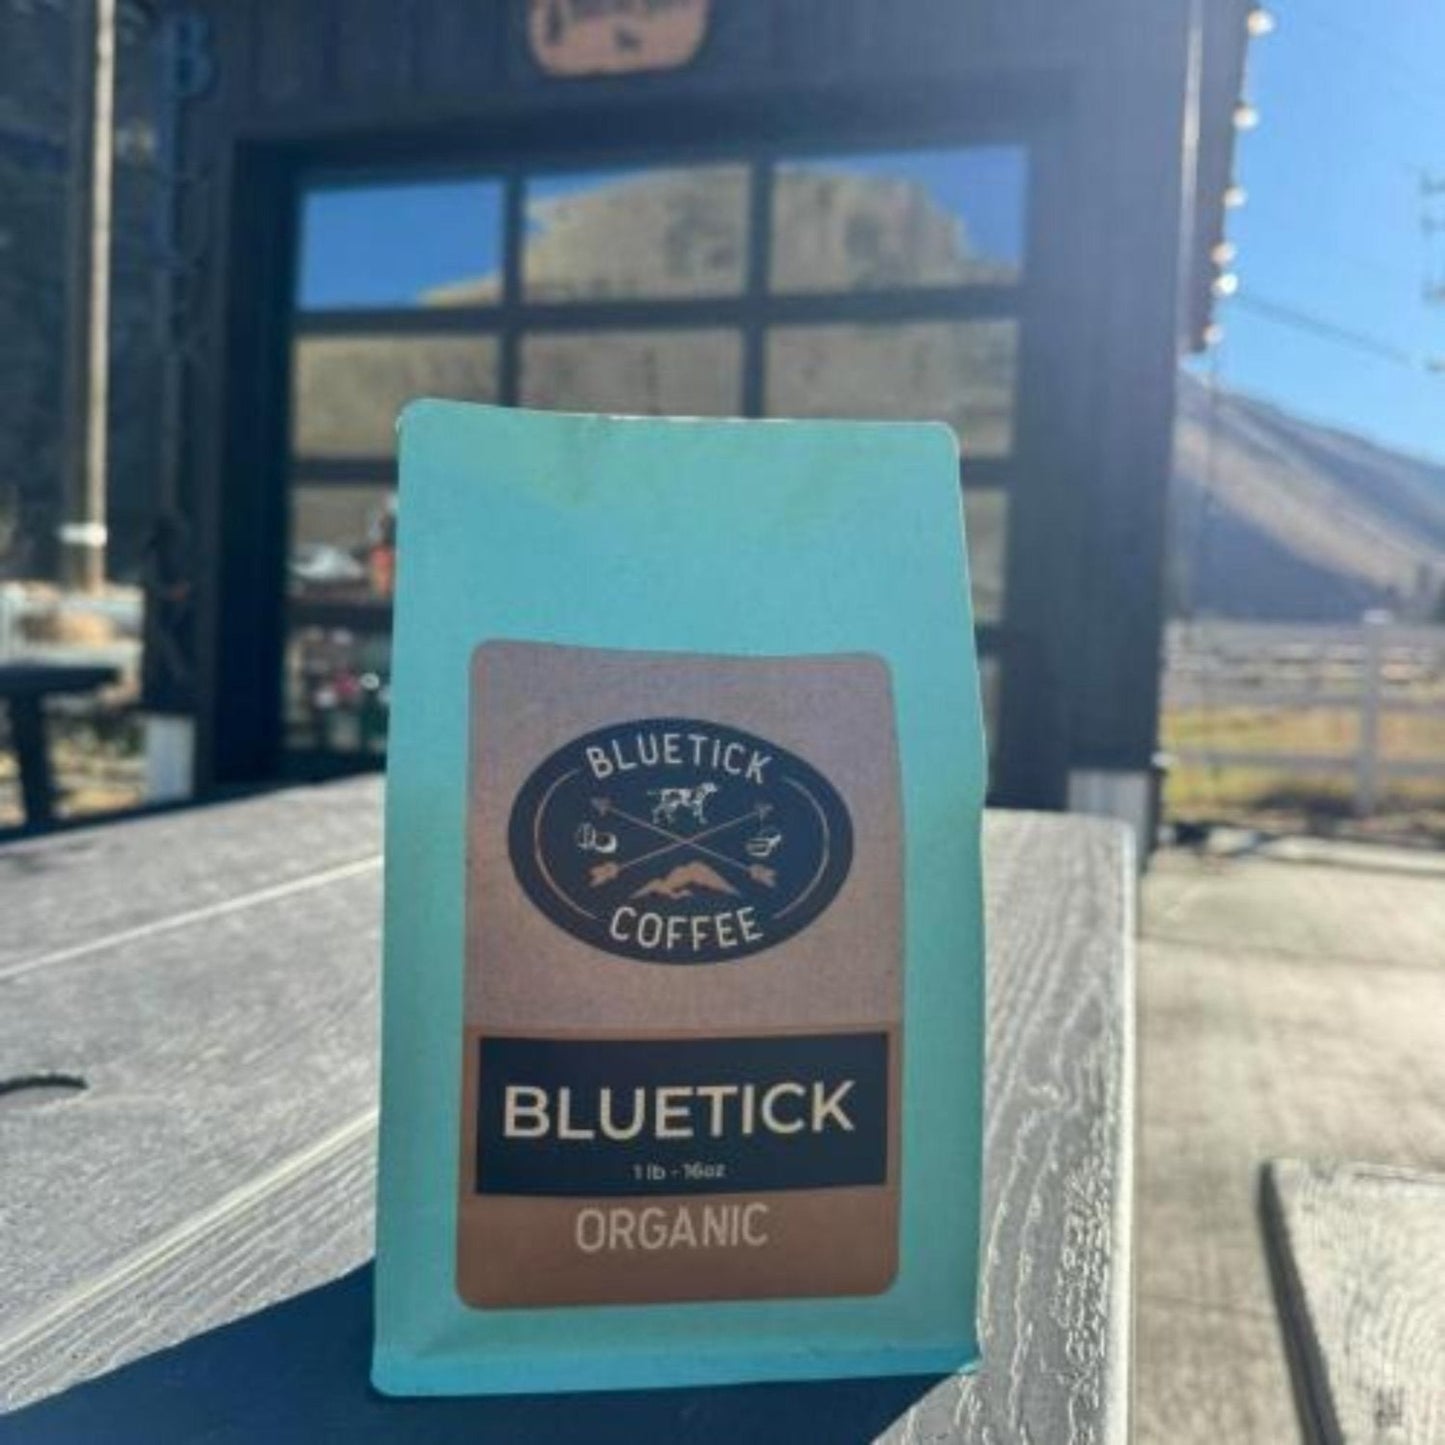 BLUETICK
COFFEE
BLUETICK
1 lb - 16oz
ORGANIC